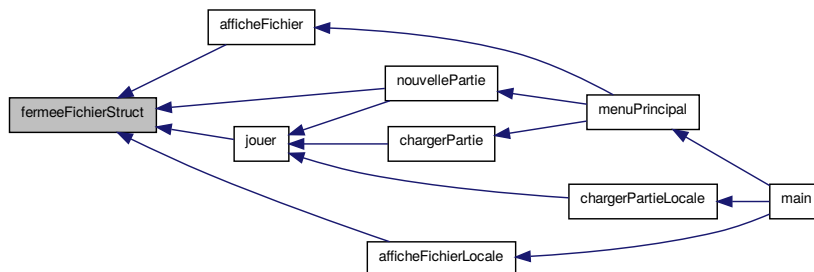 afficheFichier
nouvellePartie
menuPrincipal
fermeeFichierStruct
jouer
chargerPartie
chargerPartieLocale
main
afficheFichierLocale